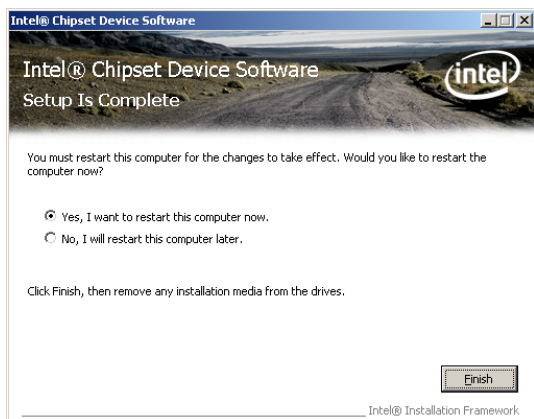 Intel® Chipset Device Software
Intel® Chipset Device Software
Setup Is Complete
intel
You must restart this computer for the changes to take effect. Would you like to restart the
computer now?
Yes, I want to restart this computer now.
No, I will restart this computer later.
Click Finish, then remove any installation media from the drives.
Finish
Intel® Installation Framework